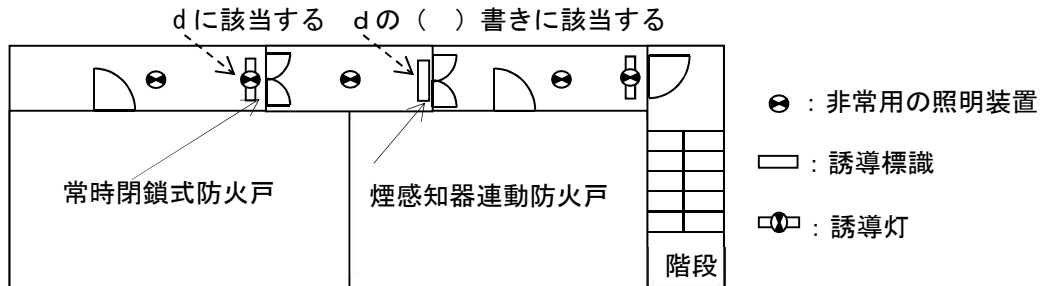 dに該当する　ｄの（　）書きに該当する
：非常用の照明装置
：誘導標識
：誘導灯
常時閉鎖式防火戸
煙感知器連動防火戸
階段